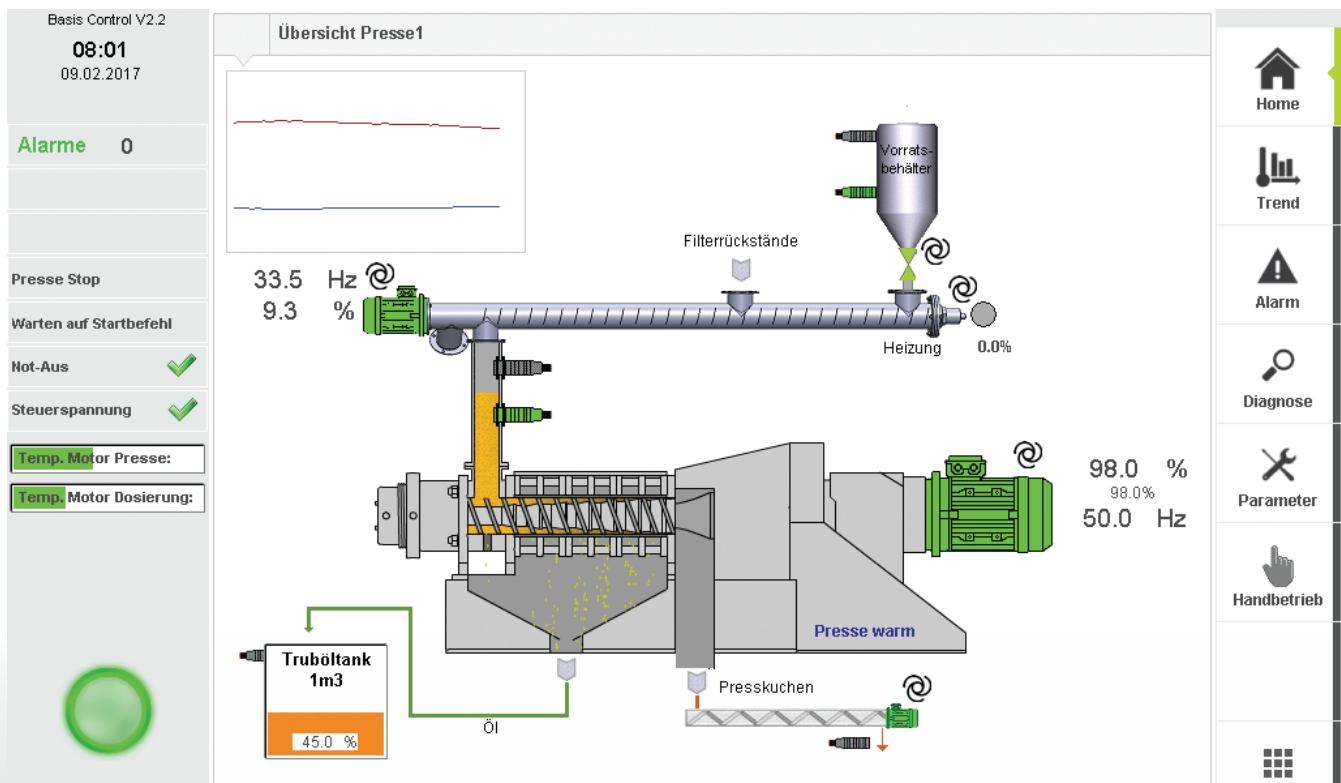 Basis Control V2.2
08:01
09.02.2017
Alarme 0
Presse Stop
Warten auf Startbefehl
Not-Aus
Steuerspannung
Temp. Motor Presse:
Temp. Motor Dosierung:
Übersicht Presse1
Vorrats-
behälter
Filterrückstände
33.5 Hz
9.3 %
Heizung 0.0%
98.0 %
98.0%
50.0 Hz
Presse warm
Truböltank
1m3
45.0 %
Öl
Presskuchen
Home
Trend
Alarm
Diagnose
Parameter
Handbetrieb